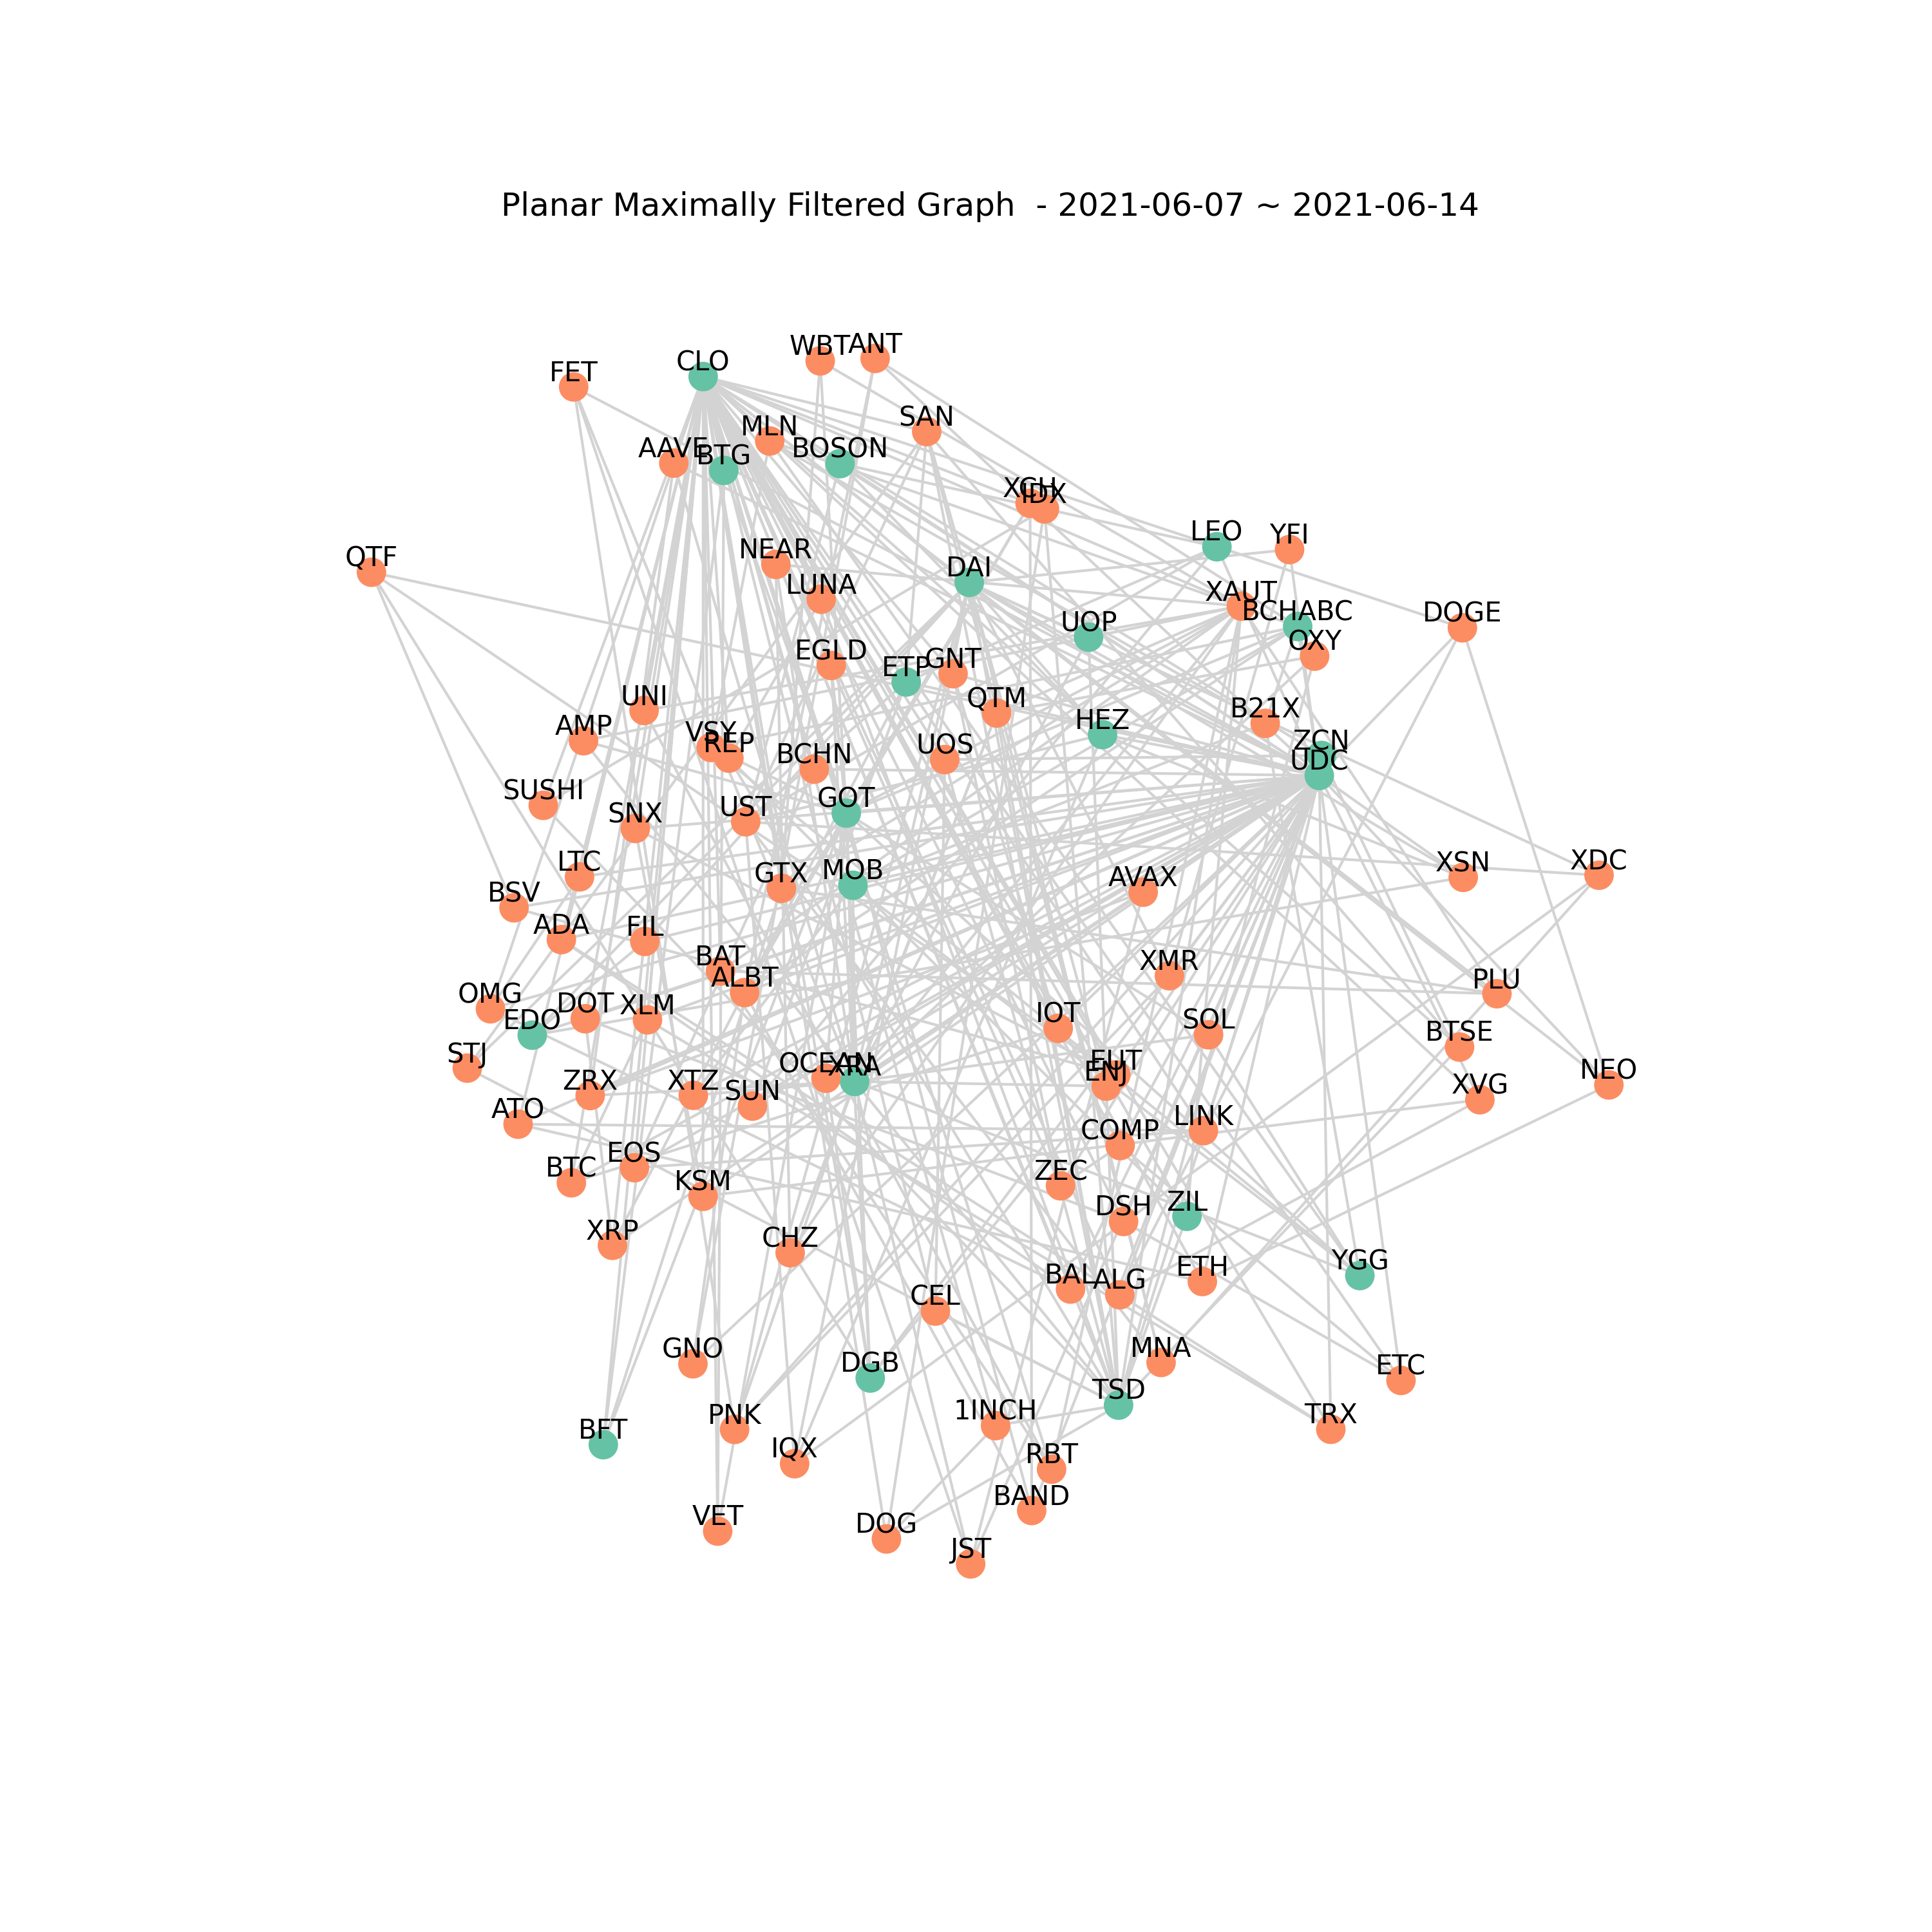 Planar Maximally Filtered Graph  - 2021-06-07 ~ 2021-06-14
WBT
ANT
CLO
FET
SAN
MLN
AAVE
BTG
BOSON
XCH
IDX
LEO
YFI
NEAR
QTF
DAI
LUNA
XAUT
BCHABC
DOGE
UOP
OXY
EGLD
GNT
ETP
UNI
QTM
B21X
HEZ
AMP
VSY
REP
UOS
ZCN
BCHN
UDC
SUSHI
GOT
UST
SNX
LTC
XSN
XDC
MOB
GTX
AVAX
BSV
ADA
FIL
BAT
XMR
ALBT
PLU
OMG
DOT
XLM
IOT
EDO
SOL
BTSE
STJ
OCEAN
XRA
FUT
ENJ
NEO
ZRX
XTZ
SUN
XVG
ATO
LINK
COMP
EOS
BTC
ZEC
KSM
DSH
ZIL
XRP
CHZ
YGG
ETH
BAL
ALG
CEL
GNO
DGB
MNA
ETC
TSD
1INCH
PNK
TRX
BFT
IQX
RBT
BAND
VET
DOG
JST